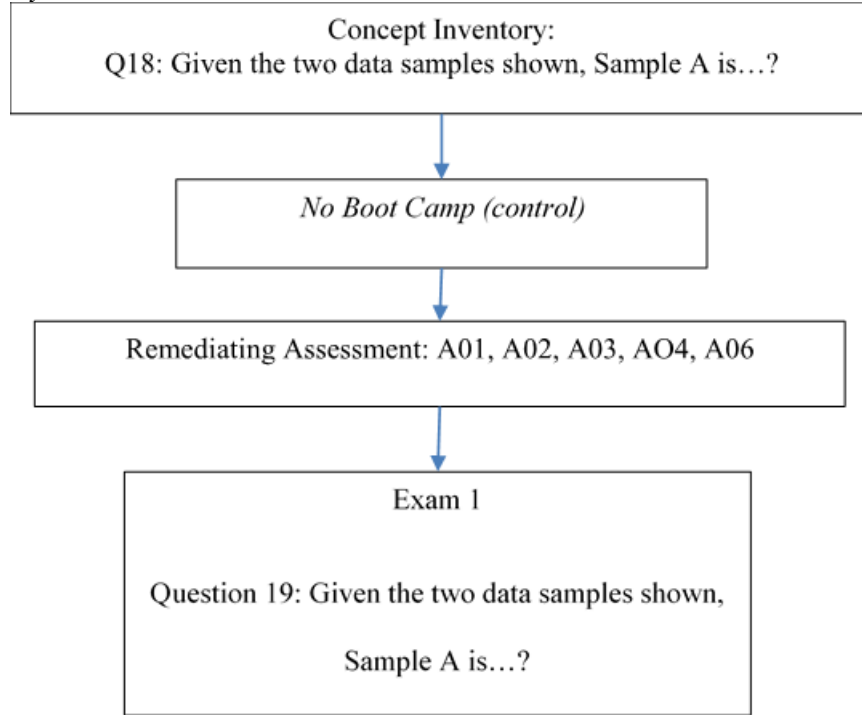 Concept Inventory:
Q18: Given the two data samples shown, Sample A is…?
No Boot Camp (control)
Remediating Assessment: A01, A02, A03, AO4, A06
Exam 1
Question 19: Given the two data samples shown,
Sample A is…?